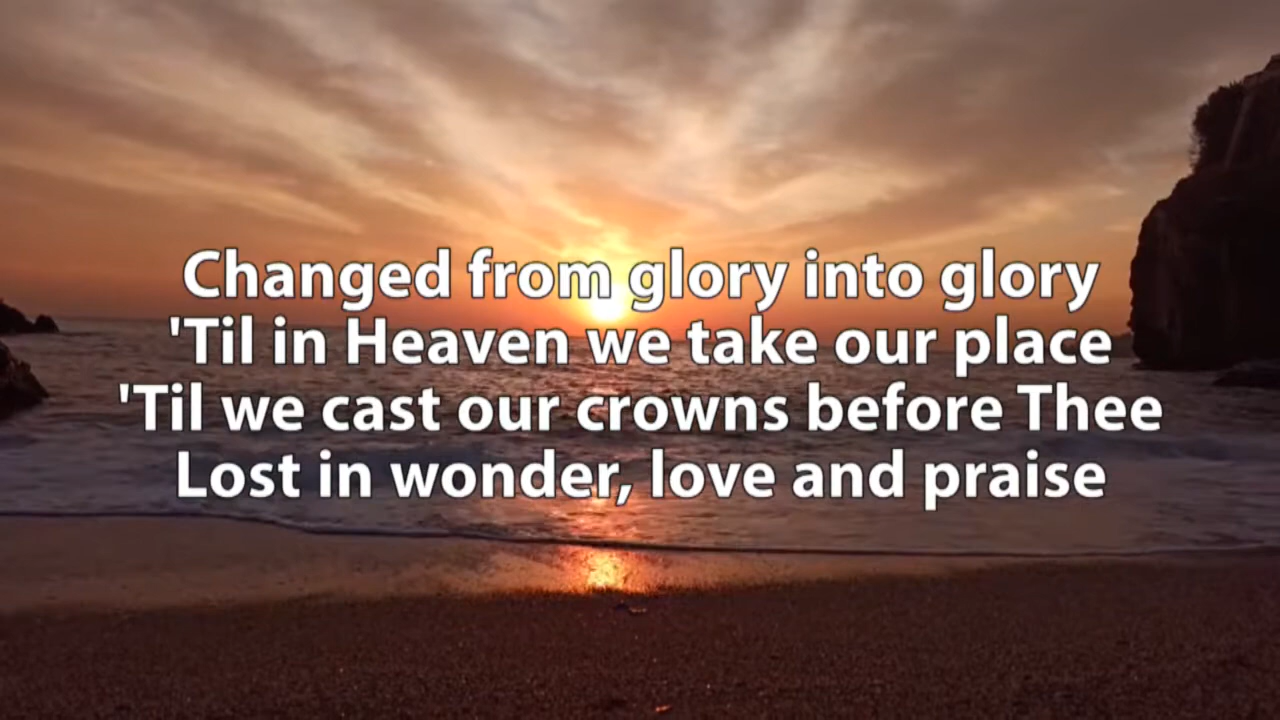 Changed from glory into glory
'Til in Heaven we take our place
'Til we cast our crowns before Thee
Lost in wonder, love and praise